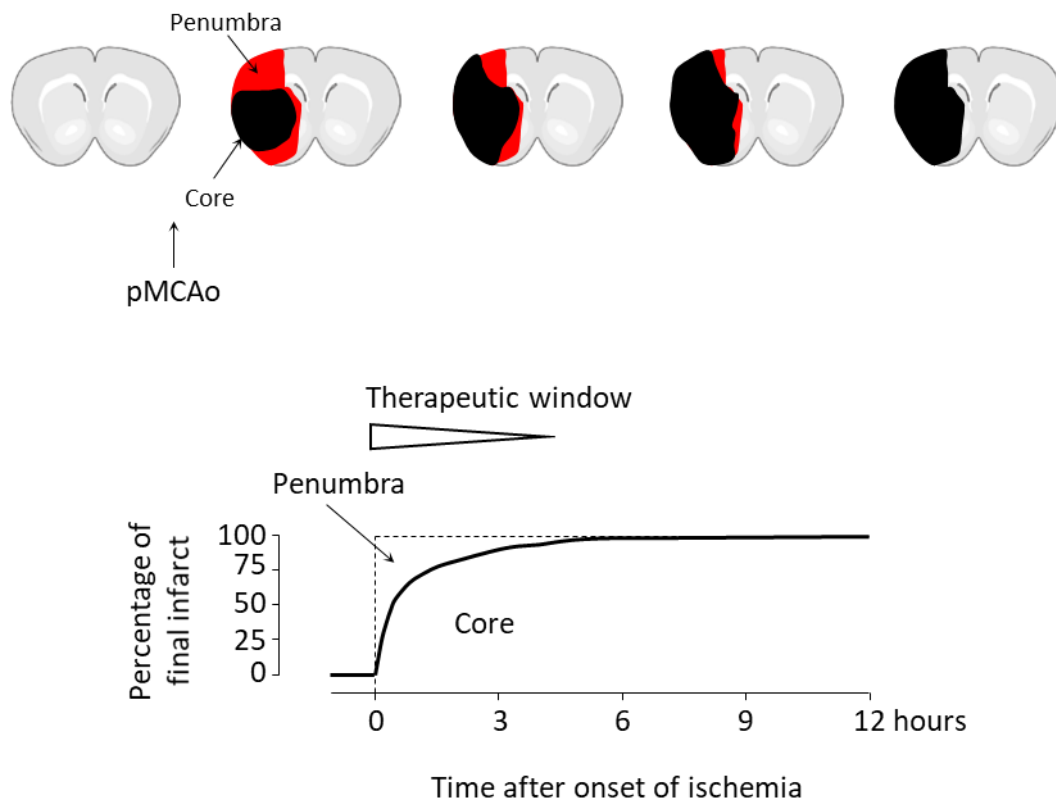 Penumbra
Core
pMCAo
Therapeutic window
Penumbra
Percentage of
final infarct
100
75
50
25
0
Core
0 3 6 9 12 hours
Time after onset of ischemia